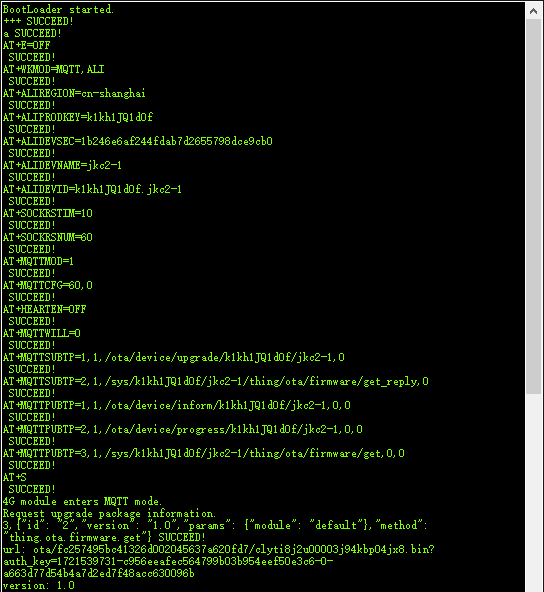 BootLoader started.
+++ SUCCEED!
a SUCCEED!
AT+E=OFF
SUCCEED!
AT+WKMOD=MQTT,ALI
SUCCEED!
AT+ALIREGION=cn-shanghai
SUCCEED!
AT+ALIPRODKEY=k1kh1JQ1dOf
SUCCEED!
AT+ALIDEVSEC=1b246e6af244fdab7d2655798dce9cb0
SUCCEED!
AT+ALIDEVNAME=jkc2-1
SUCCEED!
AT+ALIDEVID=k1kh1JQ1dOf.jkc2-1
SUCCEED!
AT+SOCKRSTIM=10
SUCCEED!
AT+SOCKRSNUM=60
SUCCEED!
AT+MQTTMOD=1
SUCCEED!
AT+MQTTCFG=60,0
SUCCEED!
AT+HEARTEN=OFF
SUCCEED!
AT+MQTTWILL=0
SUCCEED!
AT+MQTTSUBTP=1,1,/ota/device/upgrade/k1kh1JQ1dOf/jkc2-1,0
SUCCEED!
AT+MQTTSUBTP=2,1,/sys/k1kh1JQ1dOf/jkc2-1/thing/ota/firmware/get_reply,0
SUCCEED!
AT+MQTTPUBTP=1,1,/ota/device/inform/k1kh1JQ1dOf/jkc2-1,0,0
SUCCEED!
AT+MQTTPUBTP=2,1,/ota/device/progress/k1kh1JQ1dOf/jkc2-1,0,0
SUCCEED!
AT+MQTTPUBTP=3,1,/sys/k1kh1JQ1dOf/jkc2-1/thing/ota/firmware/get,0,0
SUCCEED!
AT+S
SUCCEED!
4G module enters MQTT mode.
Request upgrade package information.
3,{"id": "2","version": "1.0","params": {"module": "default"},"method":
"thing.ota.firmware.get"} SUCCEED!
url: ota/fc257495bc41326d002045637a620fd7/clyti8j2u00003j94kbp04jx8.bin?
auth_key=1721539731-c956eeafec564799b03b954eef50e3c6-0-
a663d77d54b4a7d2ed7f48acc630096b
version: 1.0